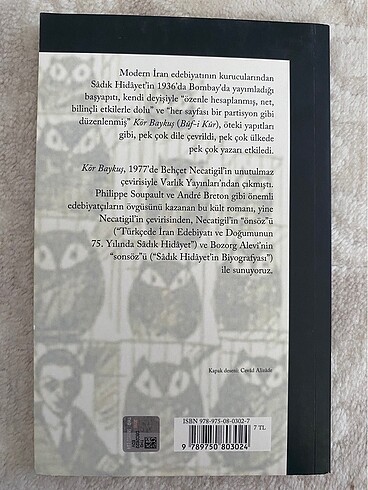 Modern İran edebiyatının kurucularından
Sâdık Hidâyet'in 1936'da Bombay'da yayımladığı
başyapıtı, kendi deyişiyle "özenle hesaplanmış, net,
bilinçli etkilerle dolu" ve "her sayfası bir partisyon gibi
düzenlenmiş" Kör Baykuş (Bûf-i Kûr), öteki yapıtları
gibi, pek çok dile çevrildi, pek çok ülkede
pek çok yazarı etkiledi.
Kör Baykuş, 1977'de Behçet Necatigil'in unutulmaz
çevirisiyle Varlık Yayınları'ndan çıkmıştı.
Philippe Soupault ve André Breton gibi önemli
edebiyatçıların övgüsünü kazanan bu kült romanı, yine
Necatigil'in çevirisinden, Necatigil'in "önsöz"ü
("Türkçede İran Edebiyatı ve Doğumunun
75. Yılında Sâdık Hidâyet") ve Bozorg Alevî'nin
"sonsöz"ü ("Sâdık Hidâyet'in Biyografyası")
ile sunuyoruz.
Kapak deseni: Cavâd Alizâde
ISBN 978-975-08-0302-7
7 TL
9 789750 803024